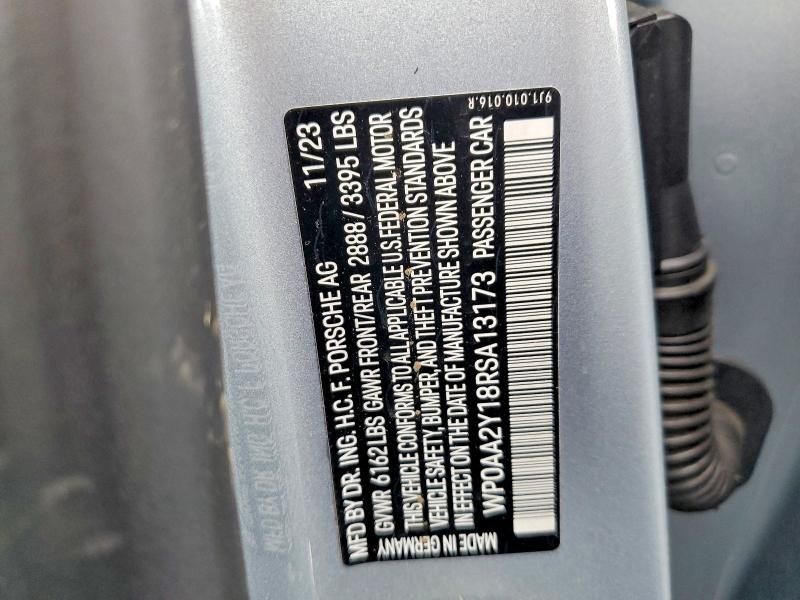 MFD BY DR. ING. H.C. F. PORSCHE AG 11/23
GVWR 6162 LBS GAWR FRONT/REAR 2888 / 3395 LBS
THIS VEHICLE CONFORMS TO ALL APPLICABLE U.S. FEDERAL MOTOR
VEHICLE SAFETY, BUMPER, AND THEFT PREVENTION STANDARDS
IN EFFECT ON THE DATE OF MANUFACTURE SHOWN ABOVE
MADE IN GERMANY
WP0AA2Y18RSA13173 PASSENGER CAR
9J1.010.016.R